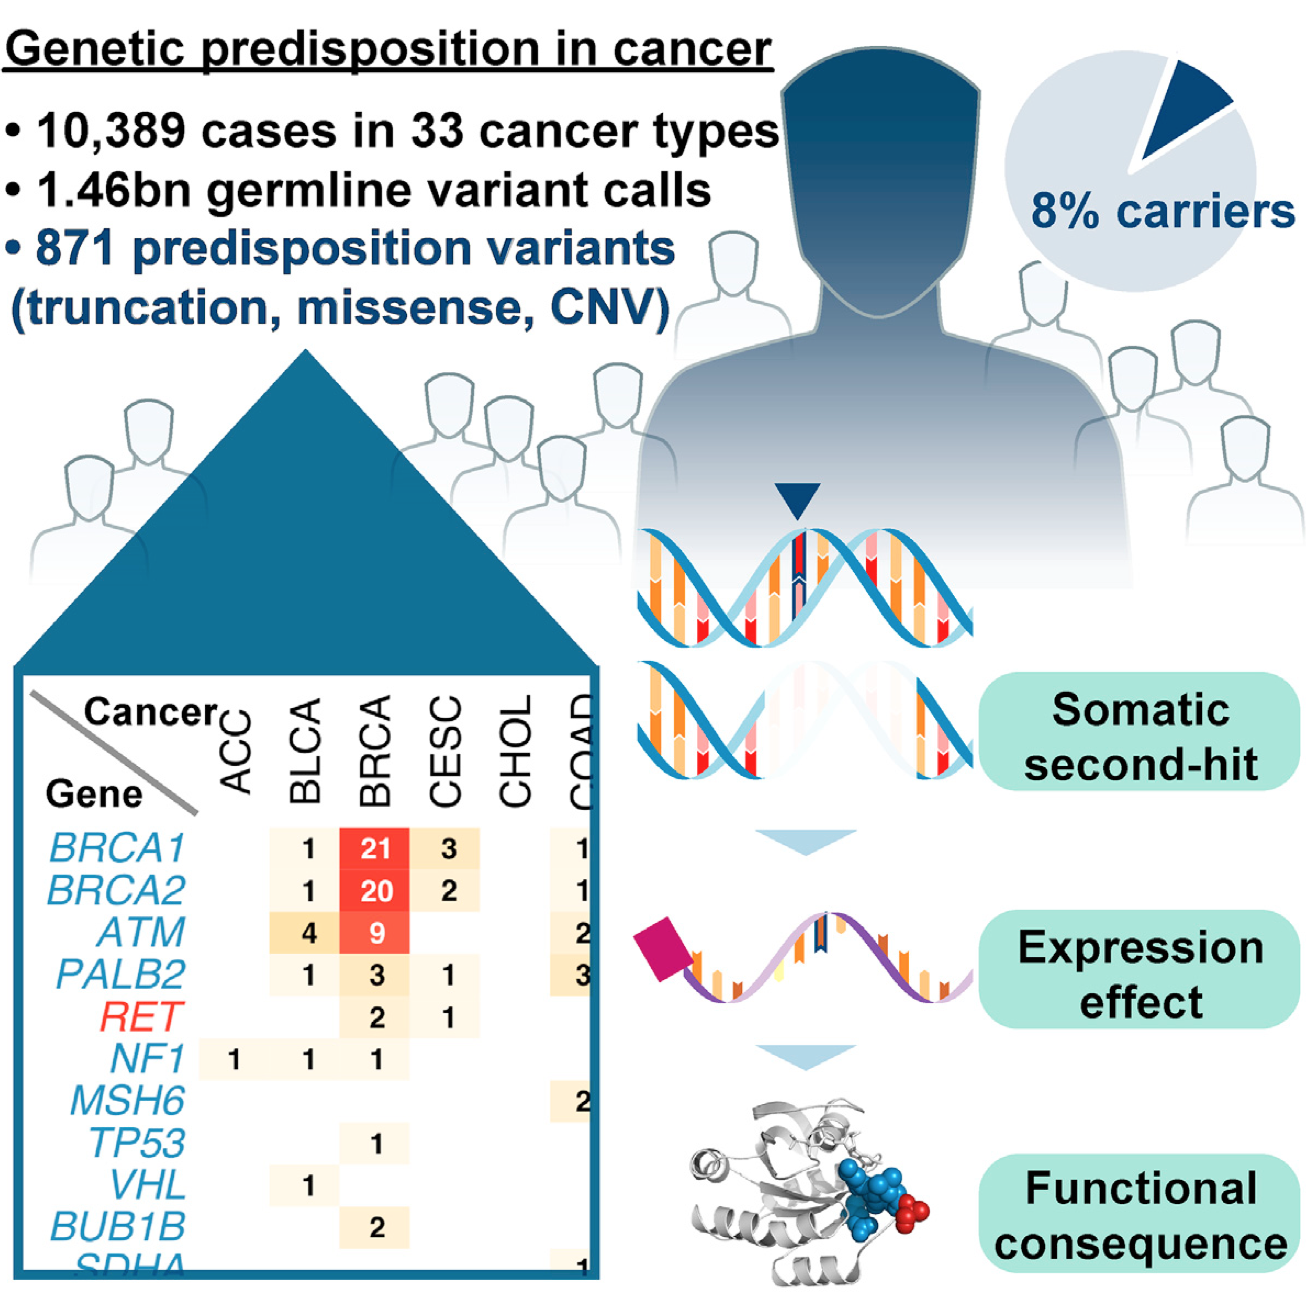 Genetic predisposition in cancer
• 10,389 cases in 33 cancer types
• 1.46bn germline variant calls
• 871 predisposition variants
(truncation, missense, CNV)
8% carriers
Cancer
Gene
ACC BLCA BRCA CESC CHOL COAD
BRCA1 1 21 3 1
BRCA2 1 20 2 1
ATM 4 9 2
PALB2 1 3 1 3
RET 2 1
NF1 1 1 1
MSH6 2
TP53 1
VHL 1
BUB1B 2
SDHA 1
Somatic
second-hit
Expression
effect
Functional
consequence